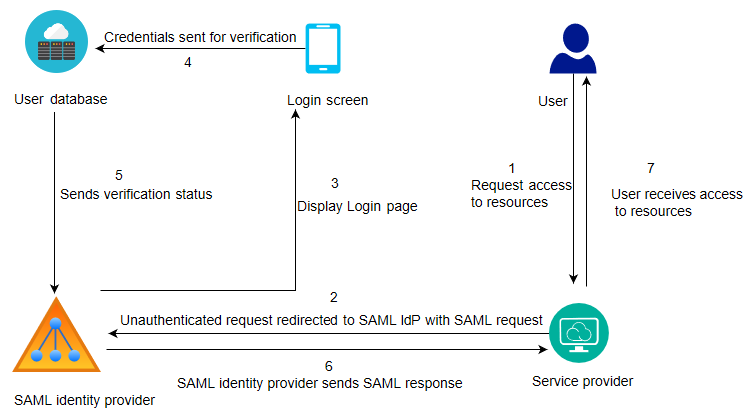 Credentials sent for verification
4
User database
Login screen
User
5
Sends verification status
3
Display Login page
1
Request access
to resources
7
User receives access
to resources
2
Unauthenticated request redirected to SAML IdP with SAML request
6
SAML identity provider sends SAML response
SAML identity provider
Service provider